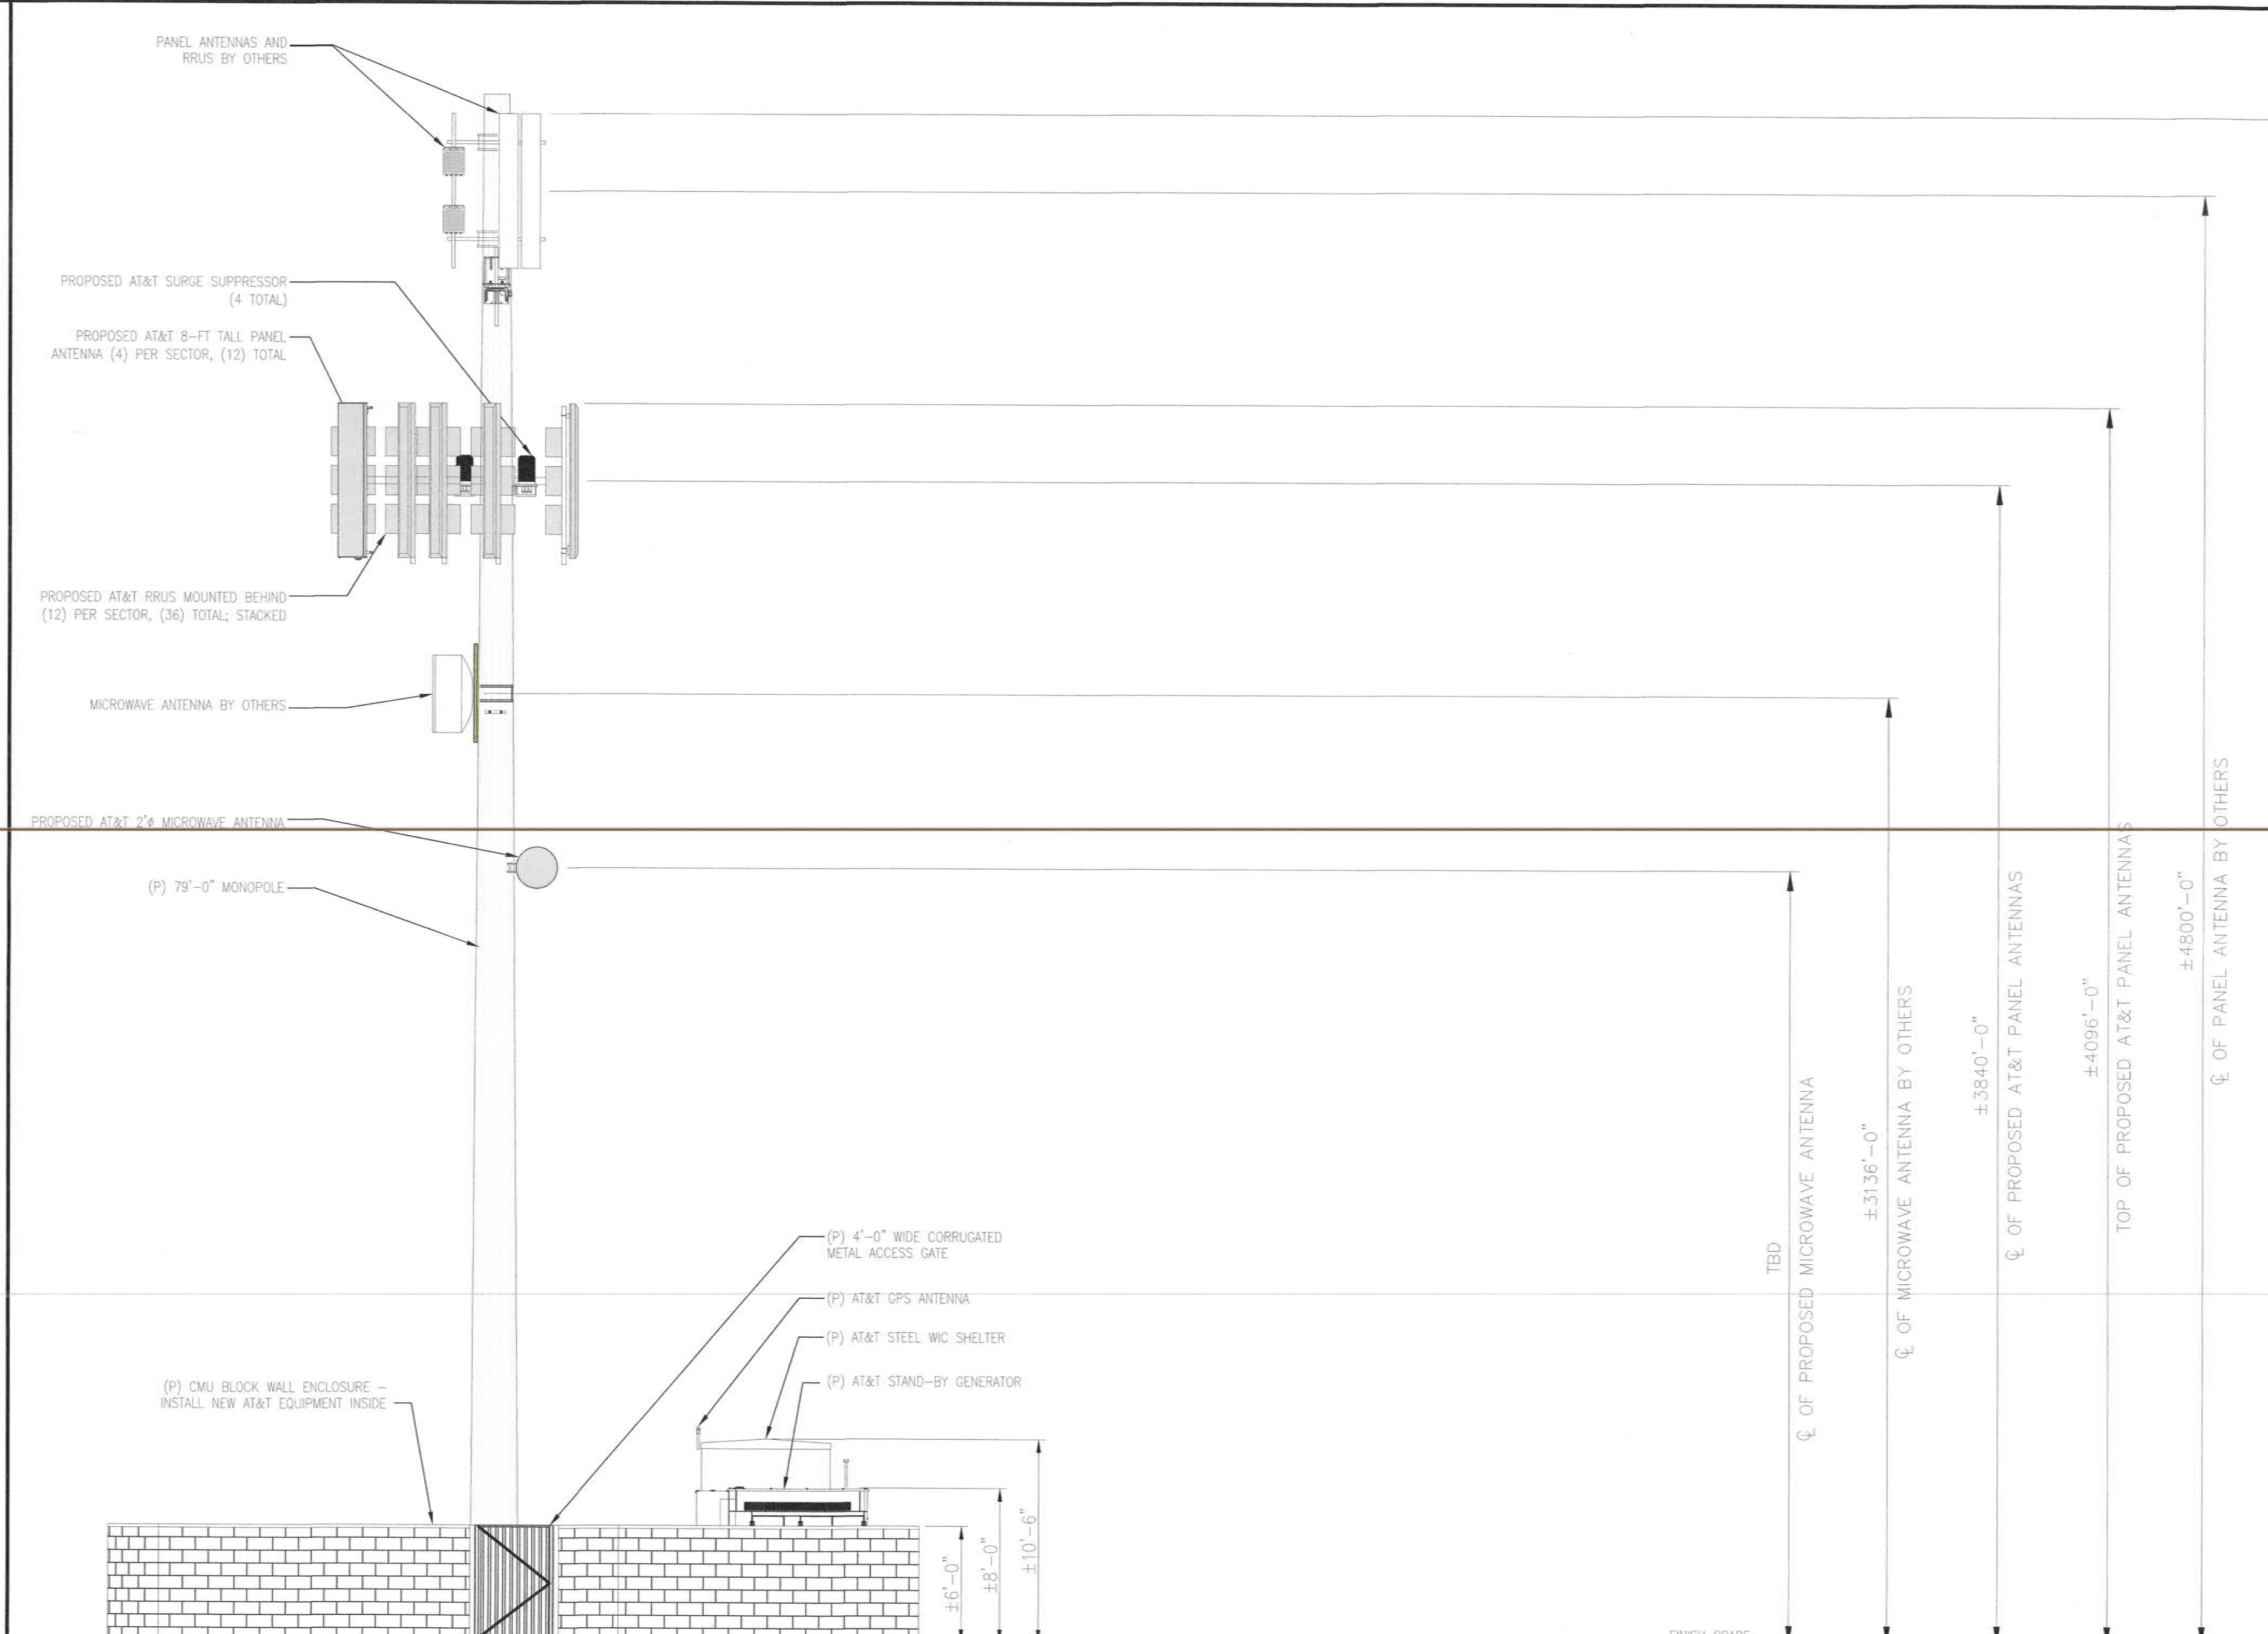 PANEL ANTENNAS AND
RRUS BY OTHERS
PROPOSED AT&T SURGE SUPPRESSOR
(4 TOTAL)
PROPOSED AT&T 8-FT TALL PANEL
ANTENNA (4) PER SECTOR, (12) TOTAL
PROPOSED AT&T RRUS MOUNTED BEHIND
(12) PER SECTOR, (36) TOTAL; STACKED
MICROWAVE ANTENNA BY OTHERS
PROPOSED AT&T 2'ø MICROWAVE ANTENNA
(P) 79'-0" MONOPOLE
(P) 4'-0" WIDE CORRUGATED
METAL ACCESS GATE
(P) AT&T GPS ANTENNA
(P) AT&T STEEL WIC SHELTER
(P) AT&T STAND-BY GENERATOR
(P) CMU BLOCK WALL ENCLOSURE -
INSTALL NEW AT&T EQUIPMENT INSIDE
±6'-0"
±8'-0"
±10'-6"
TBD
℄ OF PROPOSED MICROWAVE ANTENNA
±3136'-0"
℄ OF MICROWAVE ANTENNA BY OTHERS
±3840'-0"
℄ OF PROPOSED AT&T PANEL ANTENNAS
±4096'-0"
TOP OF PROPOSED AT&T PANEL ANTENNAS
±4800'-0"
℄ OF PANEL ANTENNA BY OTHERS
FINISH GRADE